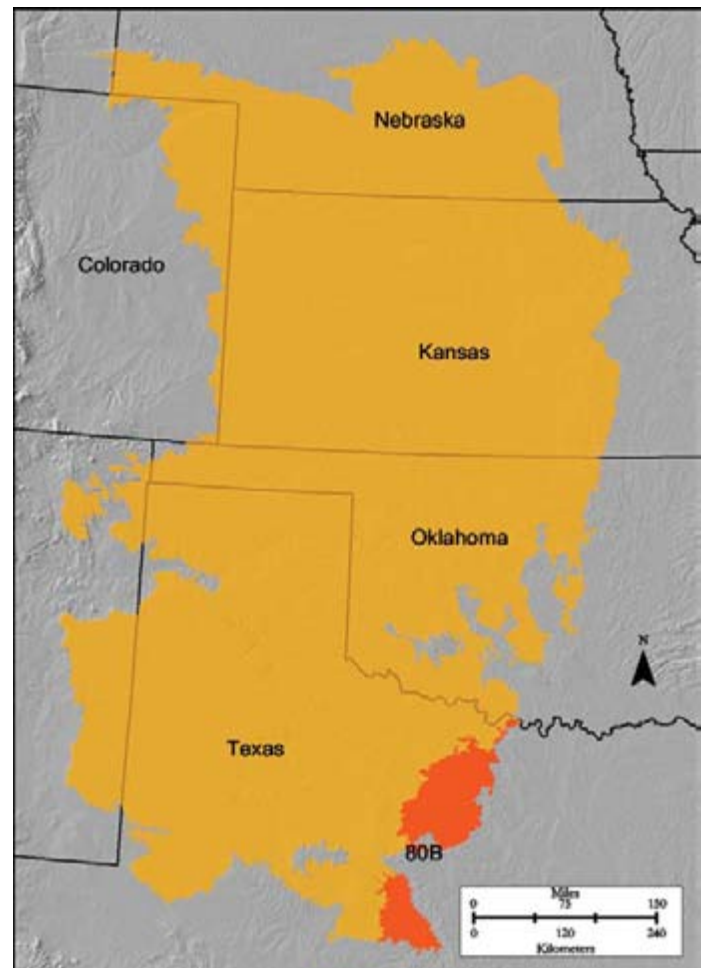 Nebraska
Colorado
Kansas
Oklahoma
N
Texas
80B
Miles
0 75 150
0 120 240
Kilometers